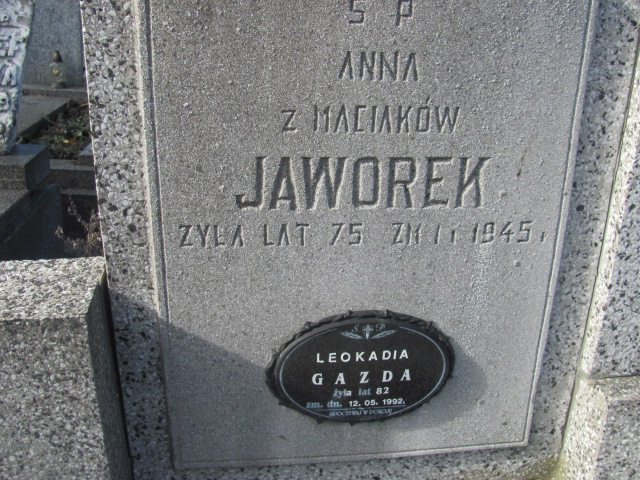 S P
ANNA
Z MACIAKÓW
JAWOREK
ŻYŁA LAT 75 ZM 1945 r
S P
LEOKADIA
GAZDA
żyła lat 82
zm. dn. 12. 05. 1992.
SPOCZYWAJ W POKOJU